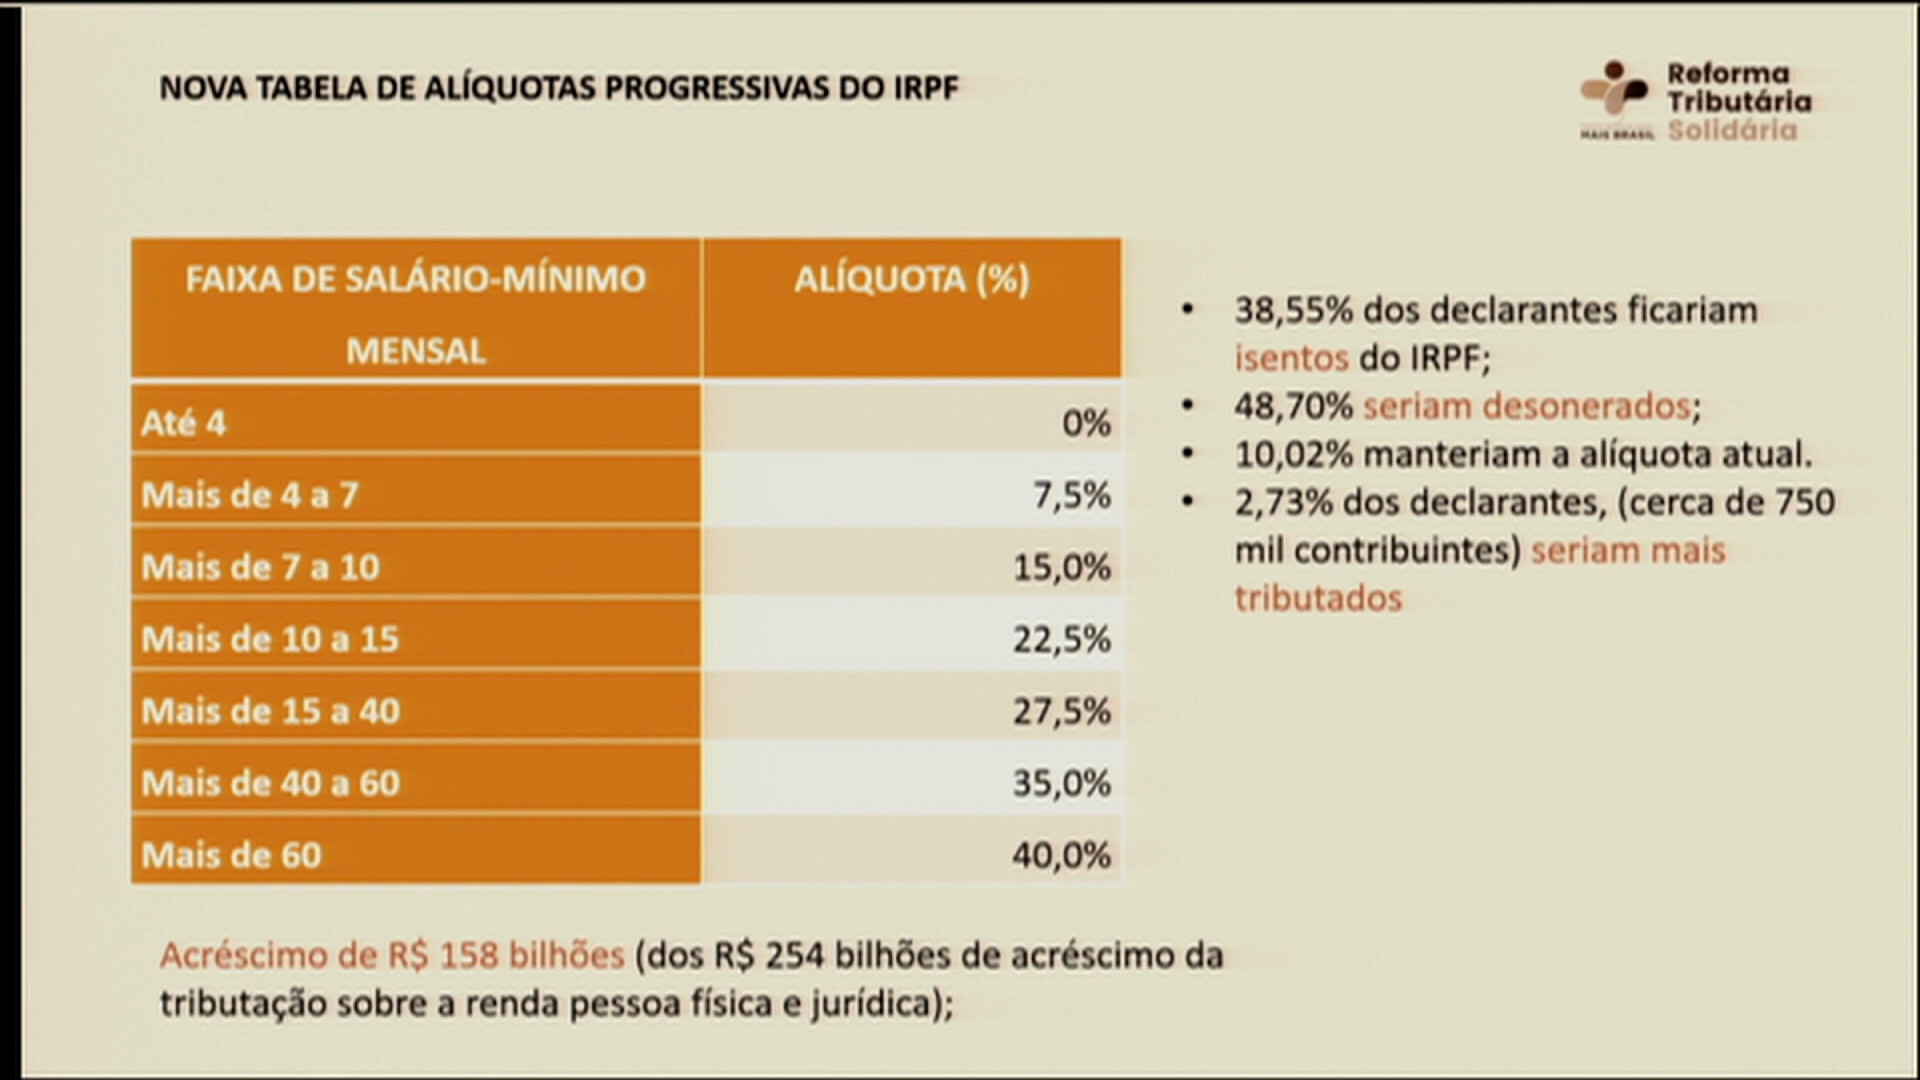 NOVA TABELA DE ALÍQUOTAS PROGRESSIVAS DO IRPF
Reforma
Tributária
MAIS BRASIL Solidária
FAIXA DE SALÁRIO-MÍNIMO
MENSAL
ALÍQUOTA (%)
Até 4 0%
Mais de 4 a 7 7,5%
Mais de 7 a 10 15,0%
Mais de 10 a 15 22,5%
Mais de 15 a 40 27,5%
Mais de 40 a 60 35,0%
Mais de 60 40,0%
• 38,55% dos declarantes ficariam
isentos do IRPF;
• 48,70% seriam desonerados;
• 10,02% manteriam a alíquota atual.
• 2,73% dos declarantes, (cerca de 750
mil contribuintes) seriam mais
tributados
Acréscimo de R$ 158 bilhões (dos R$ 254 bilhões de acréscimo da
tributação sobre a renda pessoa física e jurídica);